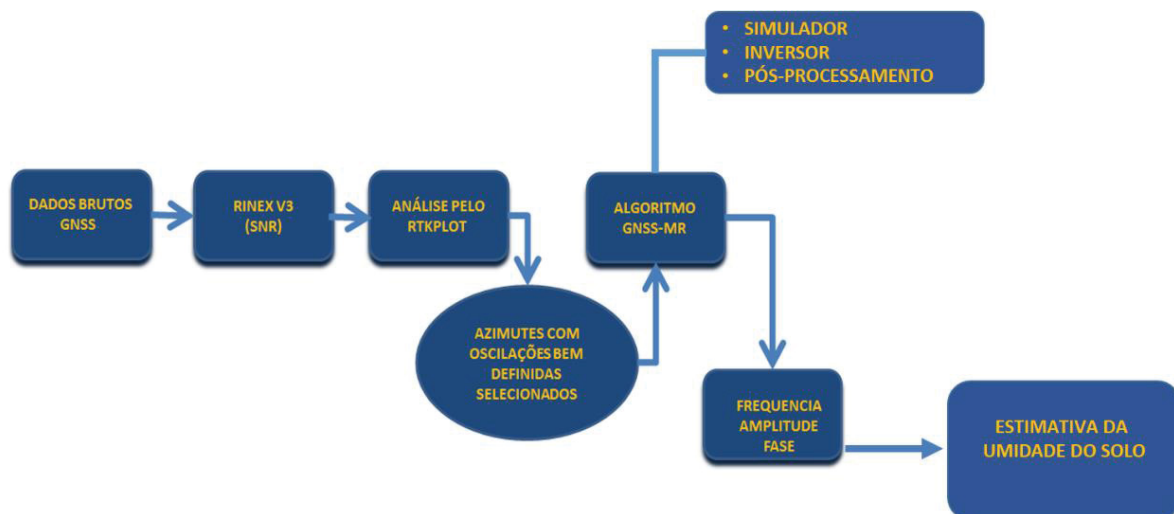 • SIMULADOR
• INVERSOR
• PÓS-PROCESSAMENTO
DADOS BRUTOS
GNSS
RINEX V3
(SNR)
ANÁLISE PELO
RTKPLOT
ALGORITMO
GNSS-MR
AZIMUTES COM
OSCILAÇÕES BEM
DEFINIDAS
SELECIONADOS
FREQUENCIA
AMPLITUDE
FASE
ESTIMATIVA DA
UMIDADE DO SOLO